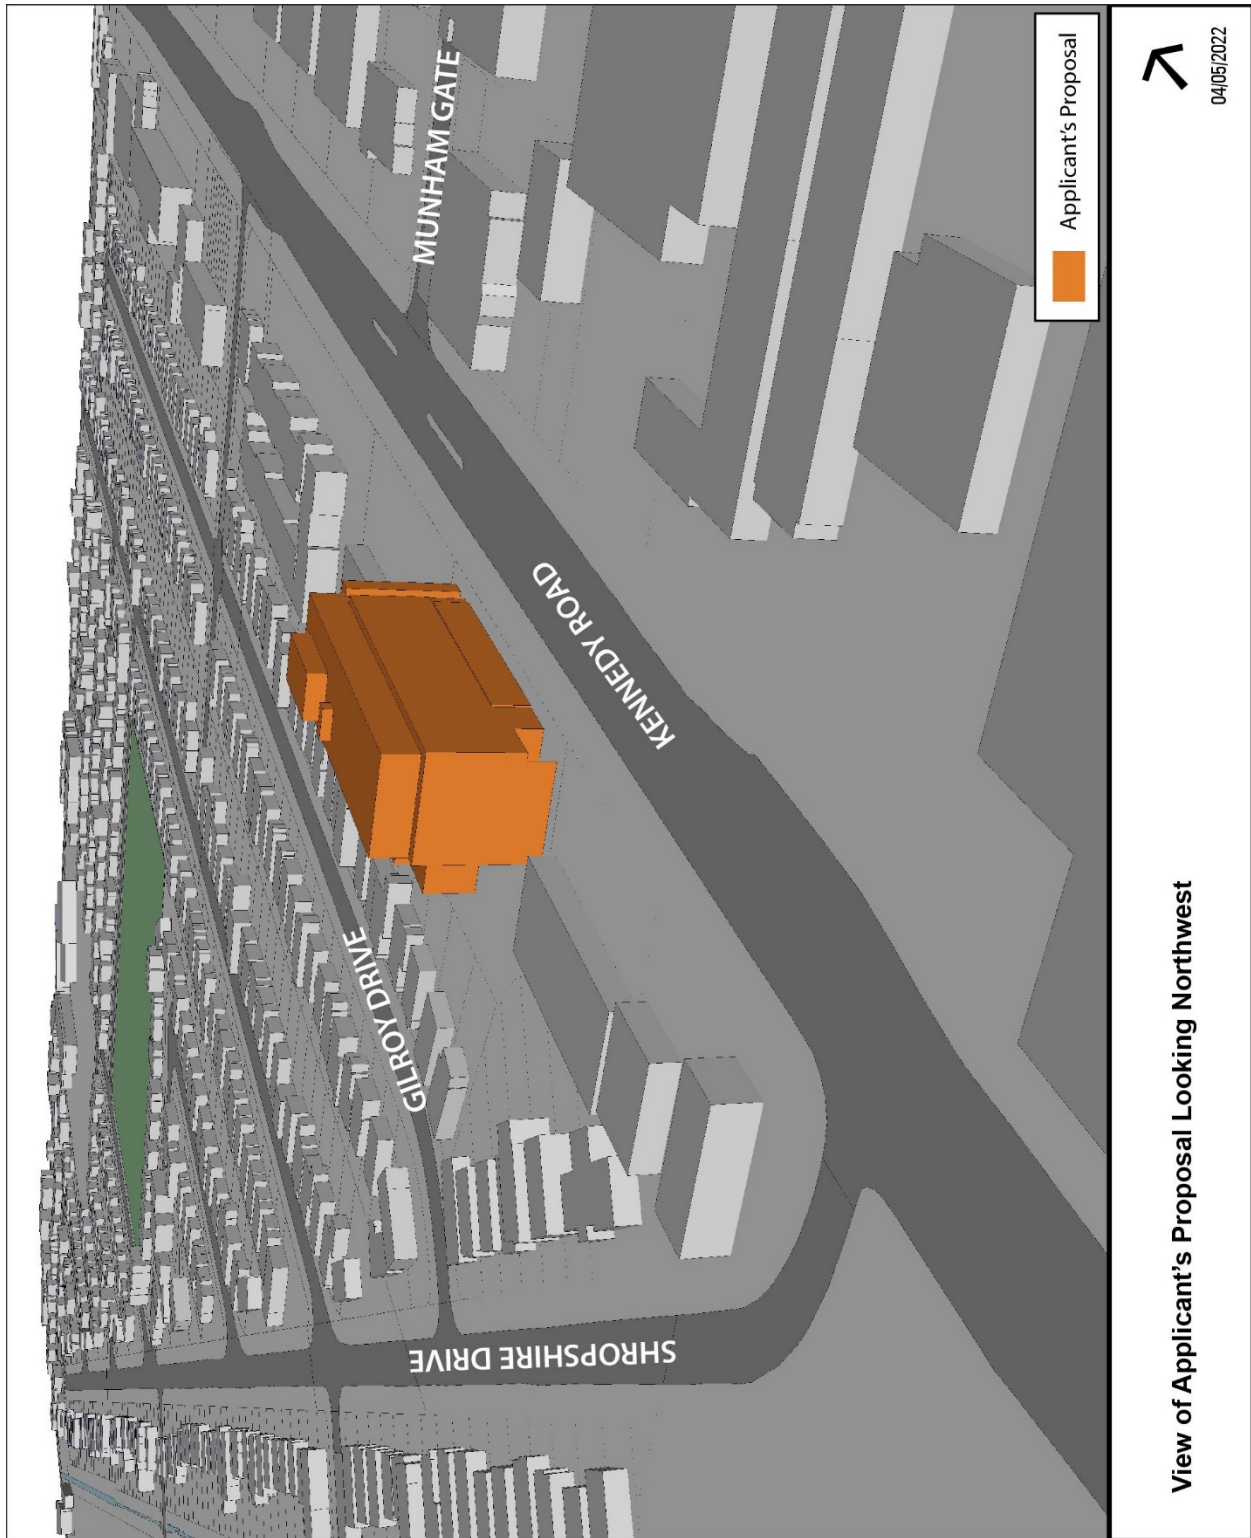 MUNHAM GATE
KENNEDY ROAD
GILROY DRIVE
SHROPSHIRE DRIVE
Applicant's Proposal
View of Applicant's Proposal Looking Northwest
04/05/2022